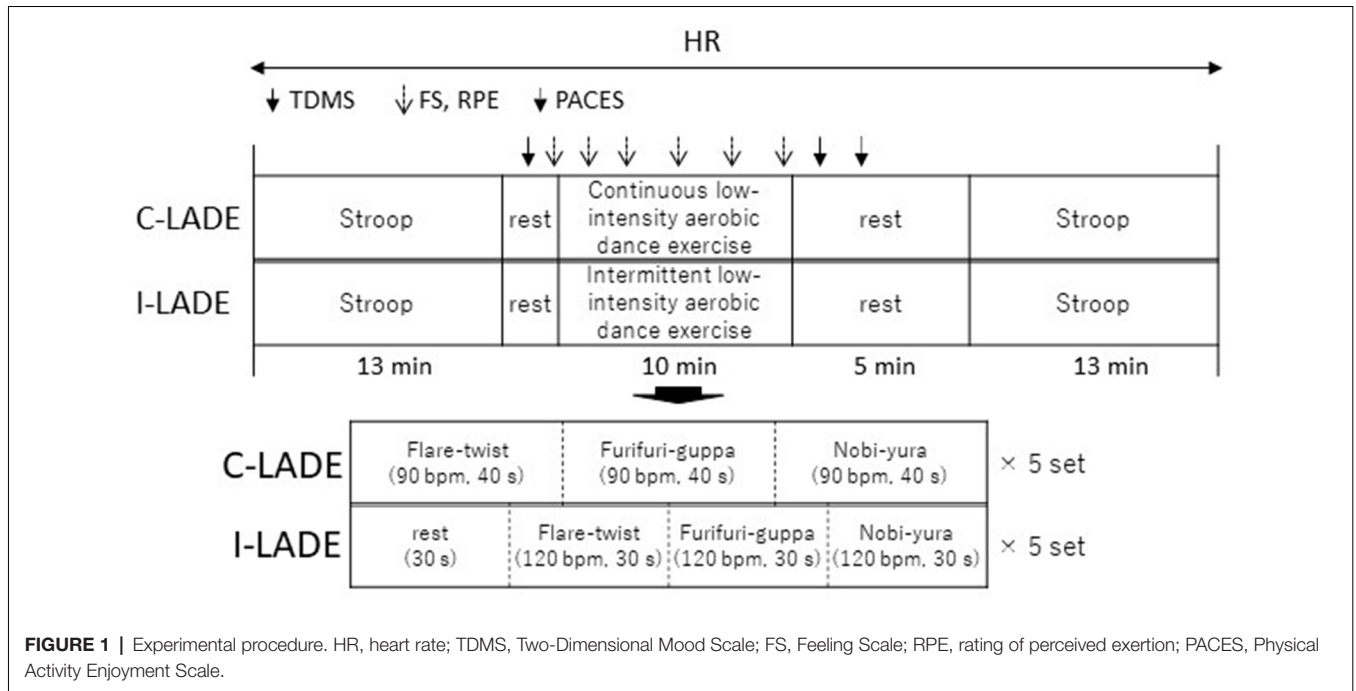 HR
TDMS FS, RPE PACES
C-LADE Stroop rest Continuous low-
intensity aerobic
dance exercise rest Stroop
I-LADE Stroop rest Intermittent low-
intensity aerobic
dance exercise rest Stroop
13 min 10 min 5 min 13 min
C-LADE Flare-twist Furifuri-guppa Nobi-yura × 5 set
(90 bpm, 40 s) (90 bpm, 40 s) (90 bpm, 40 s)
I-LADE rest Flare-twist Furifuri-guppa Nobi-yura × 5 set
(30 s) (120 bpm, 30 s) (120 bpm, 30 s) (120 bpm, 30 s)
FIGURE 1 | Experimental procedure. HR, heart rate; TDMS, Two-Dimensional Mood Scale; FS, Feeling Scale; RPE, rating of perceived exertion; PACES, Physical
Activity Enjoyment Scale.